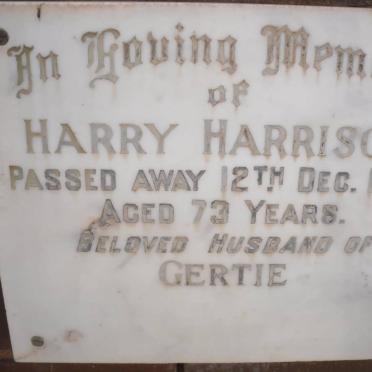 In Loving Mem
of
HARRY HARRISO
PASSED AWAY 12TH DEC.
AGED 73 YEARS.
BELOVED HUSBAND OF
GERTIE